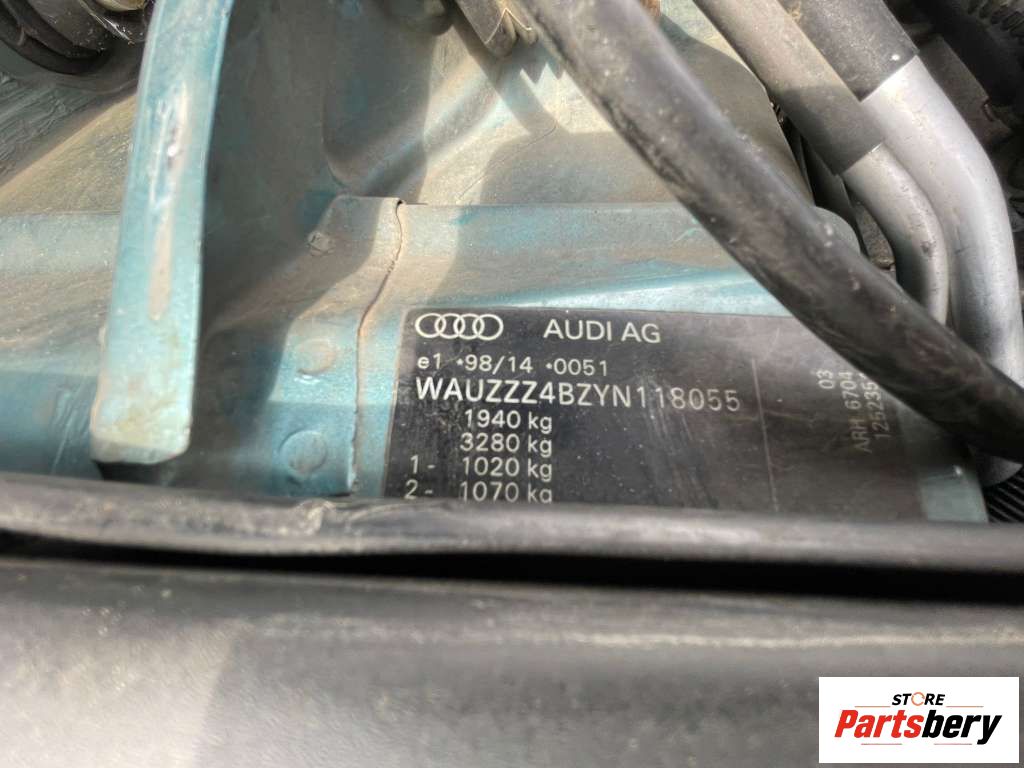 AUDI AG
e1 *98/14 *0051
WAUZZZ4BZYN118055
1940 kg
3280 kg
1- 1020 kg
2- 1070 kg
03
ARH 6704
STORE
Partsbery